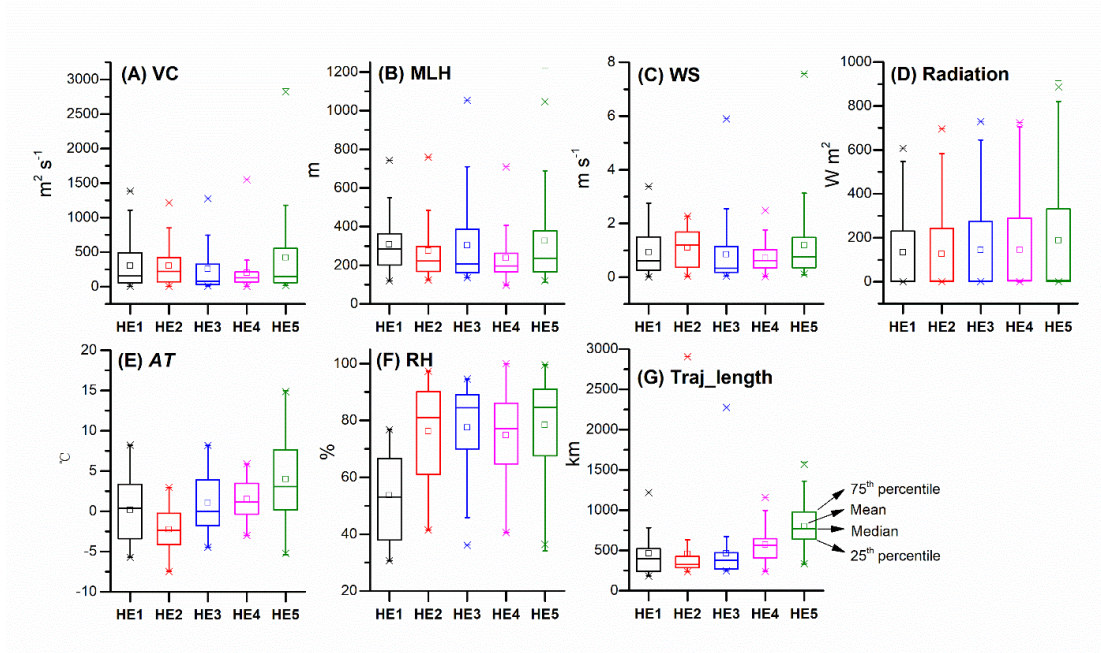 (A) VC
3000
2500
2000
1500
1000
500
0
m² s⁻¹
HE1 HE2 HE3 HE4 HE5
(B) MLH
1200
1000
800
600
400
200
0
m
HE1 HE2 HE3 HE4 HE5
(C) WS
8
6
4
2
0
m s⁻¹
HE1 HE2 HE3 HE4 HE5
(D) Radiation
1000
800
600
400
200
0
W m²
HE1 HE2 HE3 HE4 HE5
(E) AT
20
15
10
5
0
-5
-10
℃
HE1 HE2 HE3 HE4 HE5
(F) RH
100
80
60
40
20
%
HE1 HE2 HE3 HE4 HE5
(G) Traj_length
3000
2500
2000
1500
1000
500
0
km
HE1 HE2 HE3 HE4 HE5
75th percentile
Mean
Median
25th percentile